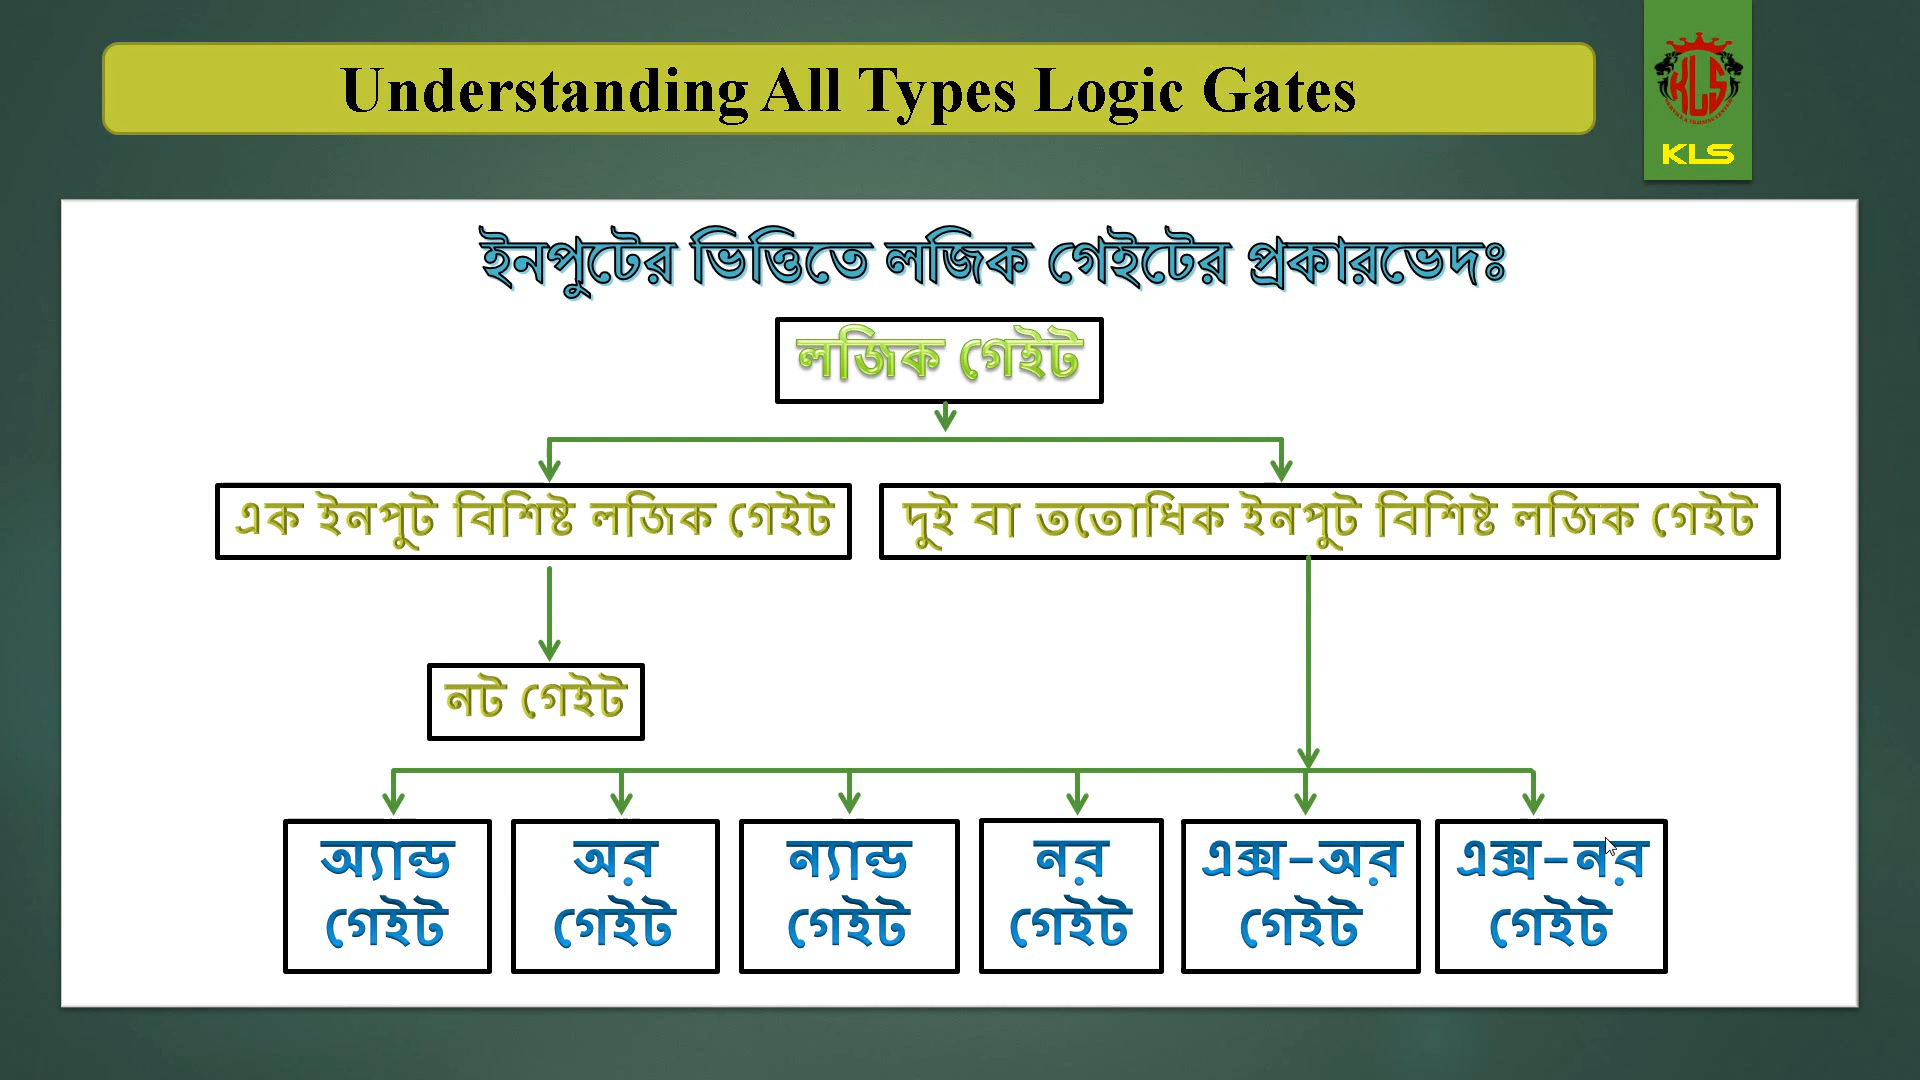 Understanding All Types Logic Gates
KLS
KLS
ইনপুটের ভিত্তিতে লজিক গেইটের প্রকারভেদঃ
লজিক গেইট
এক ইনপুট বিশিষ্ট লজিক গেইট
দুই বা ততোধিক ইনপুট বিশিষ্ট লজিক গেইট
নট গেইট
অ্যান্ড
গেইট
অর
গেইট
ন্যান্ড
গেইট
নর
গেইট
এক্স-অর
গেইট
এক্স-নর
গেইট